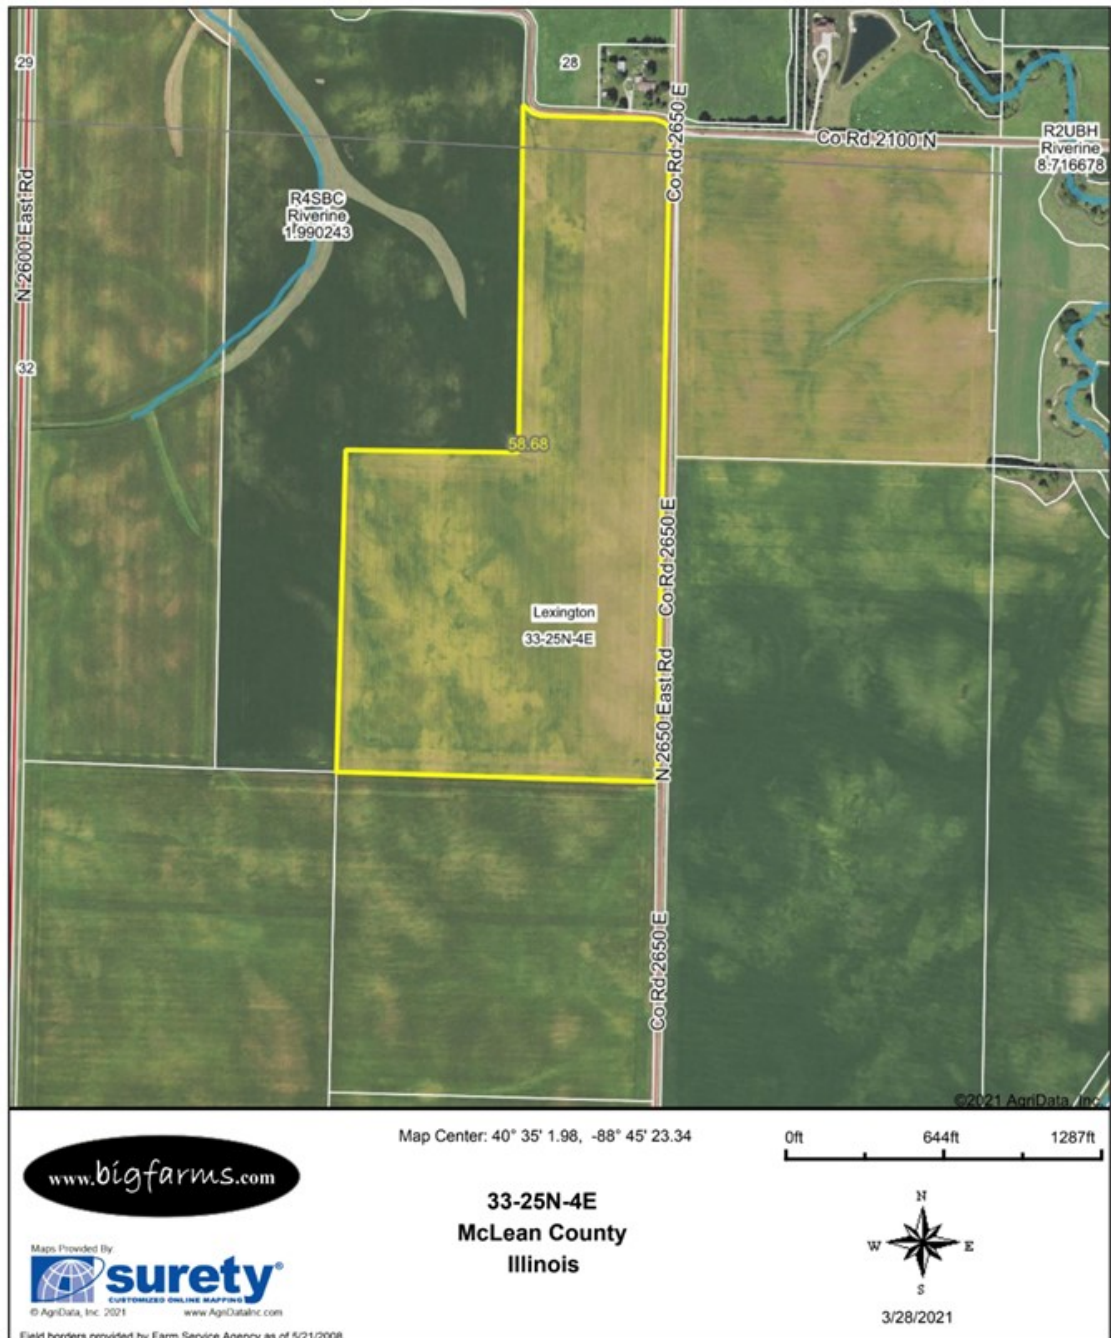 29
28
Co Rd 2650 E
Co Rd 2100 N
R2UBH
Riverine
8.716678
N 2600 East Rd
R4SBC
Riverine
1.990243
32
58.68
Co Rd 2650 E
Lexington
33-25N-4E
N 2650 East Rd
Co Rd 2650 E
©2021 AgriData, Inc.
www.bigfarms.com
Map Center: 40° 35' 1.98, -88° 45' 23.34
0ft 644ft 1287ft
33-25N-4E
McLean County
Illinois
N
W E
S
3/28/2021
Maps Provided By:
surety®
CUSTOMIZED ONLINE MAPPING
© AgriData, Inc. 2021 www.AgriDataInc.com
Field borders provided by Farm Service Agency as of 5/21/2008.